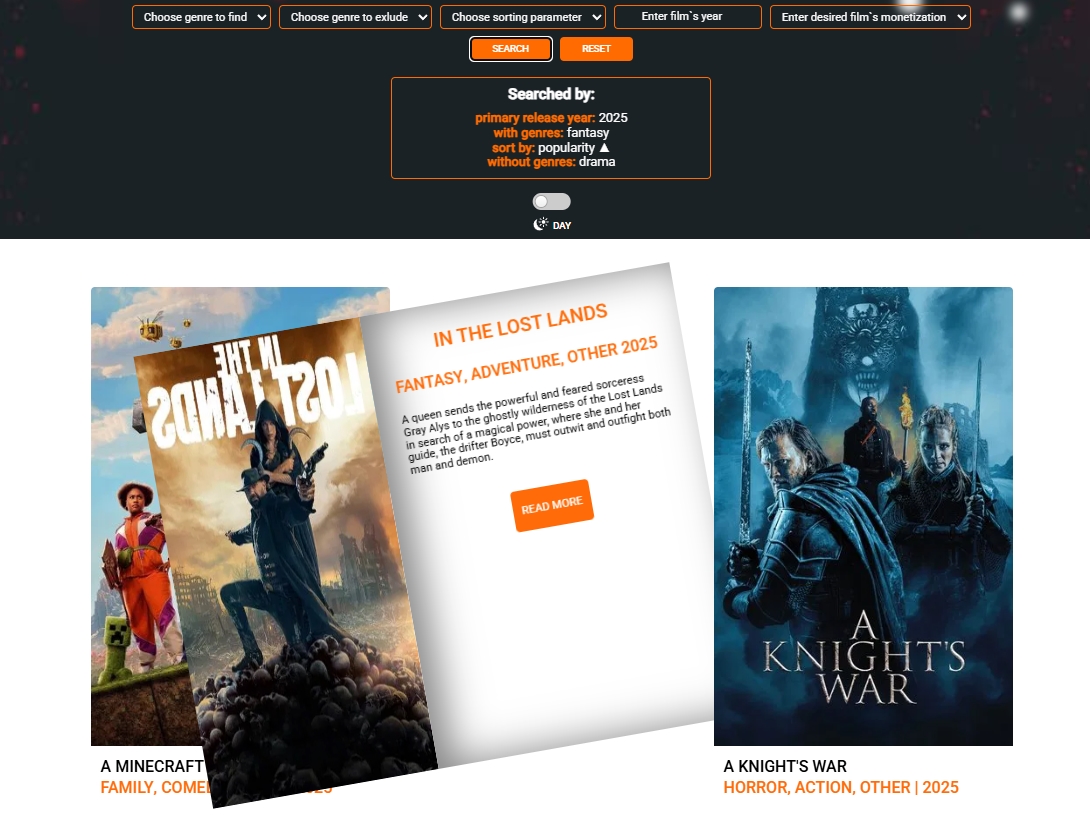 Choose genre to find
Choose genre to exlude
Choose sorting parameter
Enter film`s year
Enter desired film`s monetization
SEARCH
RESET
Searched by:
primary release year: 2025
with genres: fantasy
sort by: popularity ▲
without genres: drama
DAY
IN THE
LOST LANDS
IN THE LOST LANDS
FANTASY, ADVENTURE, OTHER 2025
A queen sends the powerful and feared sorceress
Gray Alys to the ghostly wilderness of the Lost Lands
in search of a magical power, where she and her
guide, the drifter Boyce, must outwit and outfight both
man and demon.
READ MORE
A
KNIGHT'S
WAR
A MINECRAFT
FAMILY, COME
A KNIGHT'S WAR
HORROR, ACTION, OTHER | 2025